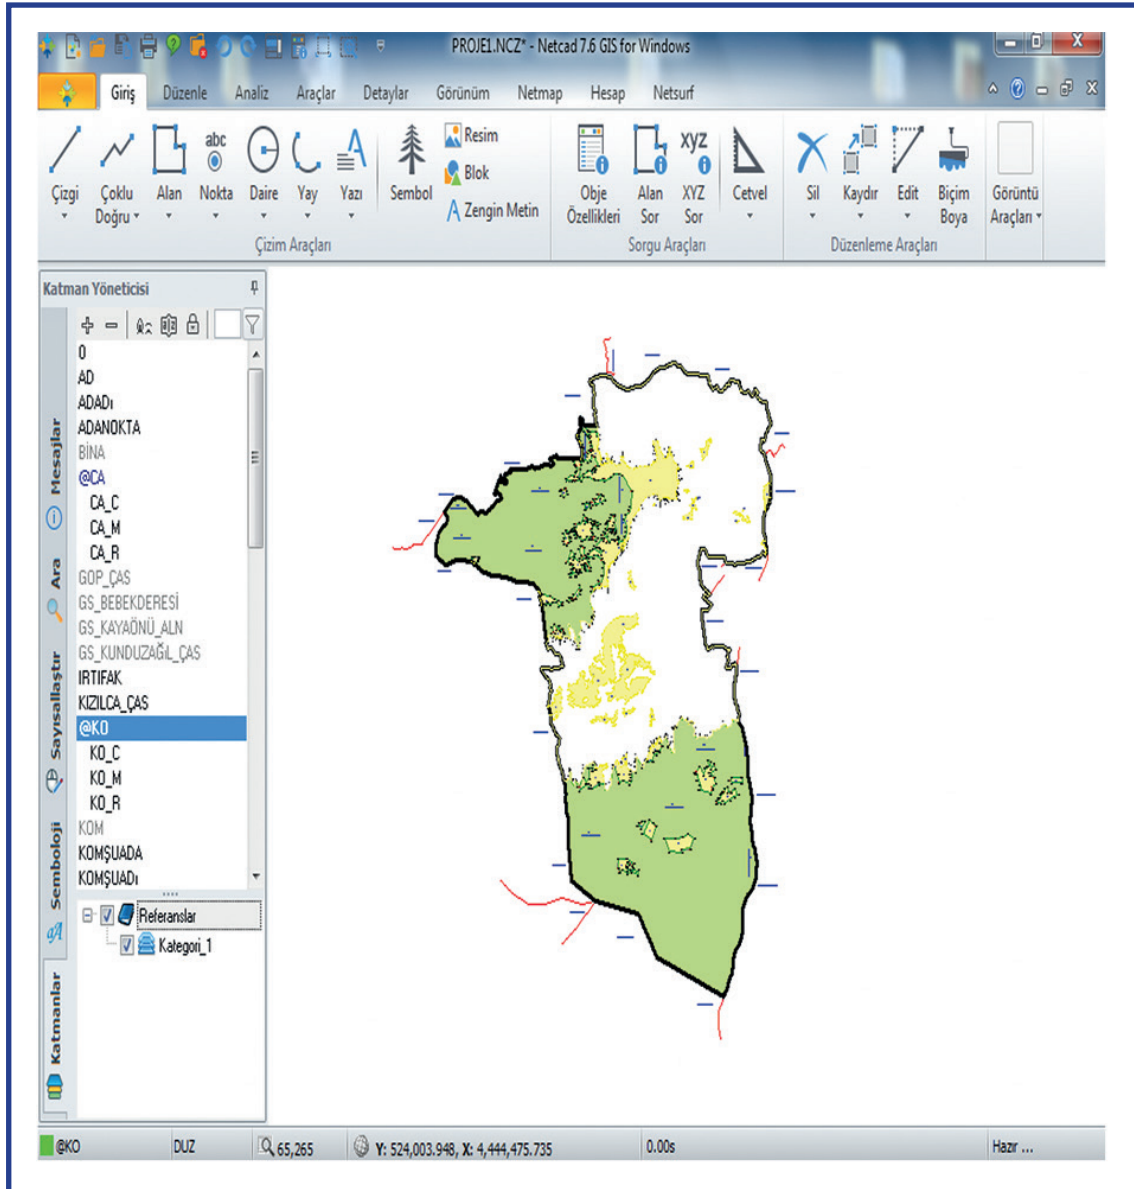 PROJE1.NCZ* - Netcad 7.6 GIS for Windows
Giriş Düzenle Analiz Araçlar Detaylar Görünüm Netmap Hesap Netsurf
Çizgi
Çoklu Doğru
Alan
abc
Nokta
Daire
Yay
Yazı
Sembol
Resim
Blok
Zengin Metin
Obje Özellikleri
Alan Sor
xyz
XYZ Sor
Cetvel
Sil
Kaydır
Edit
Biçim Boya
Görüntü Araçları
Çizim Araçları
Sorgu Araçları
Düzenleme Araçları
Katman Yöneticisi
0
AD
ADADı
ADANOKTA
BİNA
@CA
CA_C
CA_M
CA_R
GOP_ÇAS
GS_BEBEKDERESİ
GS_KAYAÖNÜ_ALN
GS_KUNDUZAĞıL_ÇAS
IRTIFAK
KIZILCA_ÇAS
@KO
KO_C
KO_M
KO_R
KOM
KOMŞUADA
KOMŞUADı
Referanslar
Kategori_1
Mesajlar
Ara
Sayısallaştır
Semboloji
Katmanlar
@KO DUZ 65,265 Y: 524,003.948, X: 4,444,475.735 0.00s Hazır ...